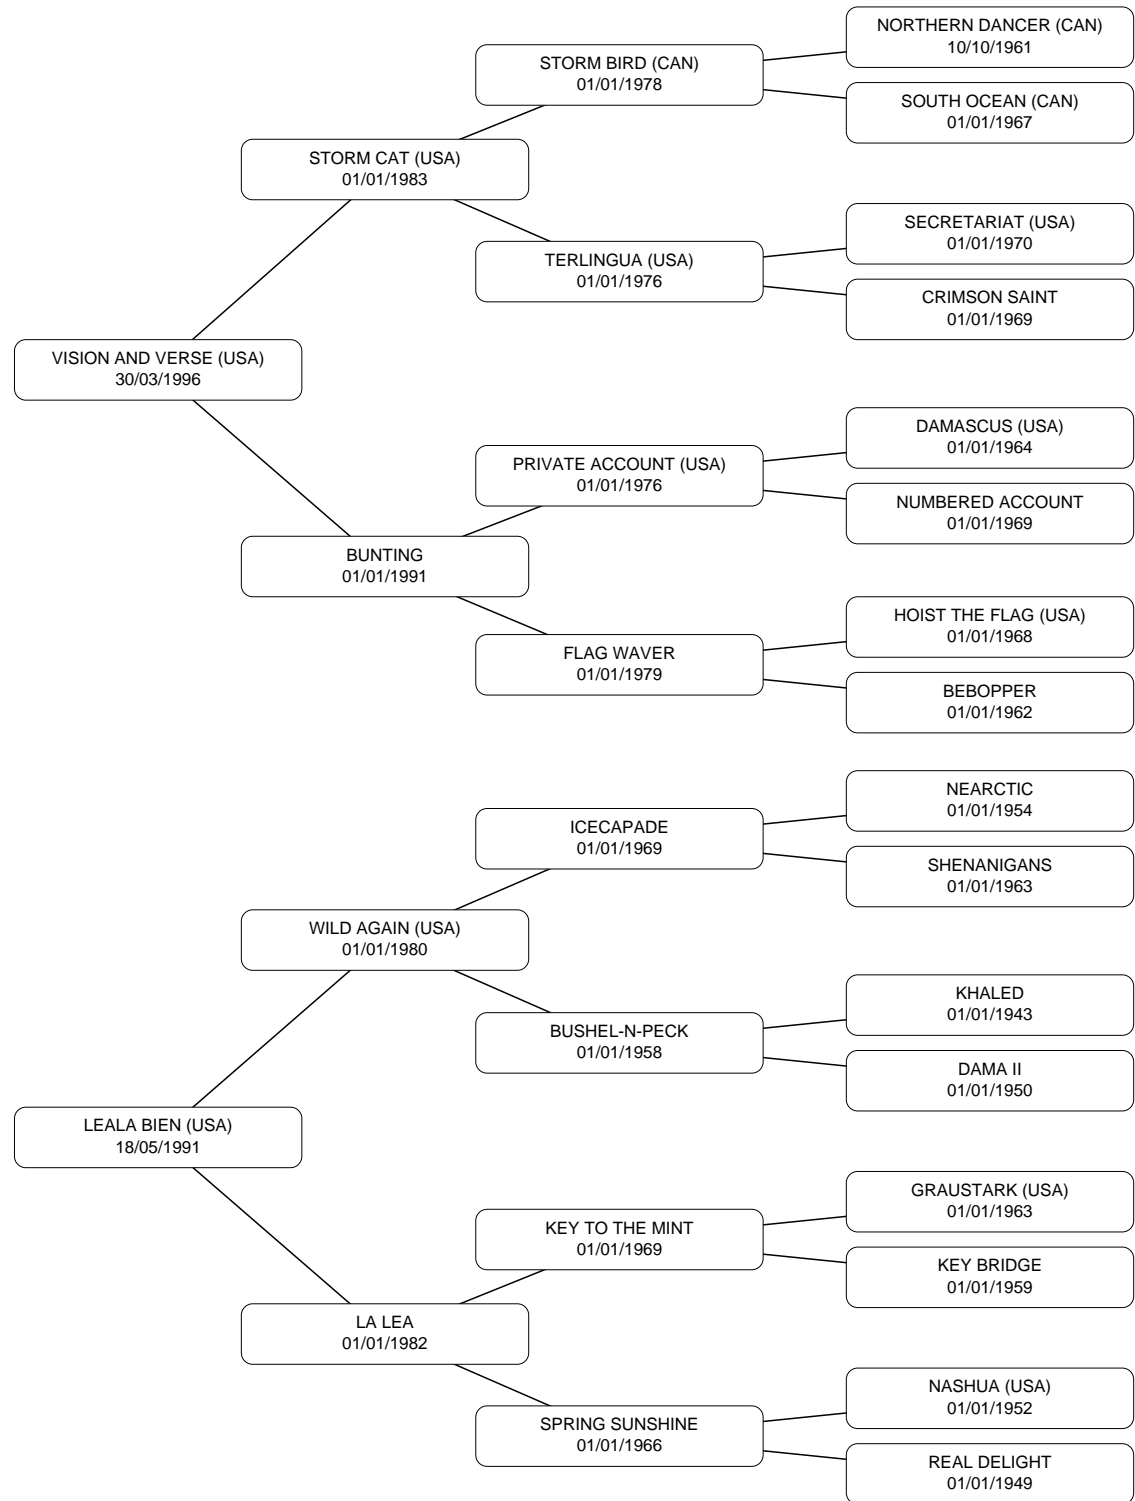 NORTHERN DANCER (CAN)
10/10/1961
STORM BIRD (CAN)
01/01/1978
SOUTH OCEAN (CAN)
01/01/1967
STORM CAT (USA)
01/01/1983
SECRETARIAT (USA)
01/01/1970
TERLINGUA (USA)
01/01/1976
CRIMSON SAINT
01/01/1969
VISION AND VERSE (USA)
30/03/1996
DAMASCUS (USA)
01/01/1964
PRIVATE ACCOUNT (USA)
01/01/1976
NUMBERED ACCOUNT
01/01/1969
BUNTING
01/01/1991
HOIST THE FLAG (USA)
01/01/1968
FLAG WAVER
01/01/1979
BEBOPPER
01/01/1962
NEARCTIC
01/01/1954
ICECAPADE
01/01/1969
SHENANIGANS
01/01/1963
WILD AGAIN (USA)
01/01/1980
KHALED
01/01/1943
BUSHEL-N-PECK
01/01/1958
DAMA II
01/01/1950
LEALA BIEN (USA)
18/05/1991
GRAUSTARK (USA)
01/01/1963
KEY TO THE MINT
01/01/1969
KEY BRIDGE
01/01/1959
LA LEA
01/01/1982
NASHUA (USA)
01/01/1952
SPRING SUNSHINE
01/01/1966
REAL DELIGHT
01/01/1949